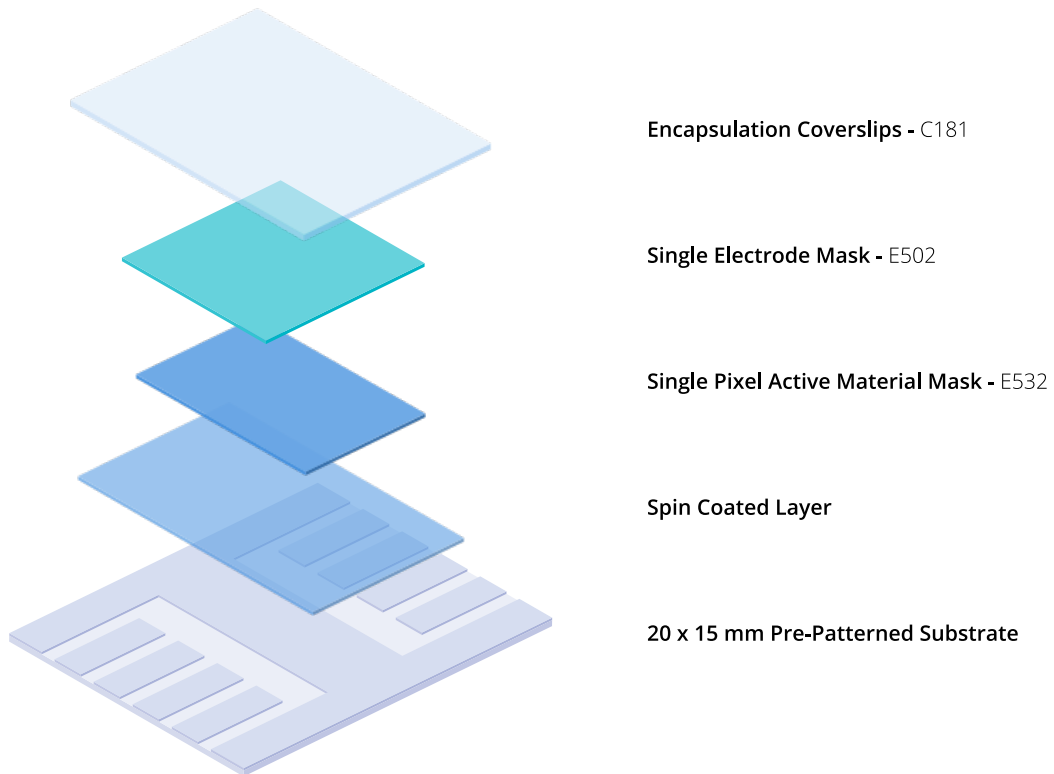 Encapsulation Coverslips - C181
Single Electrode Mask - E502
Single Pixel Active Material Mask - E532
Spin Coated Layer
20 x 15 mm Pre-Patterned Substrate